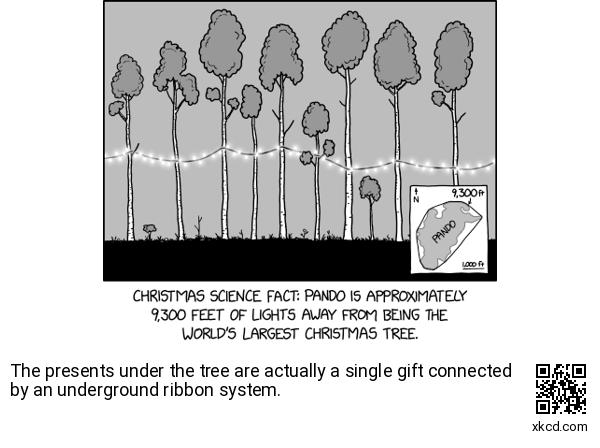 9,300 FT
N
PANDO
1,000 FT
CHRISTMAS SCIENCE FACT: PANDO IS APPROXIMATELY
9,300 FEET OF LIGHTS AWAY FROM BEING THE
WORLD'S LARGEST CHRISTMAS TREE.
The presents under the tree are actually a single gift connected
by an underground ribbon system.
xkcd.com